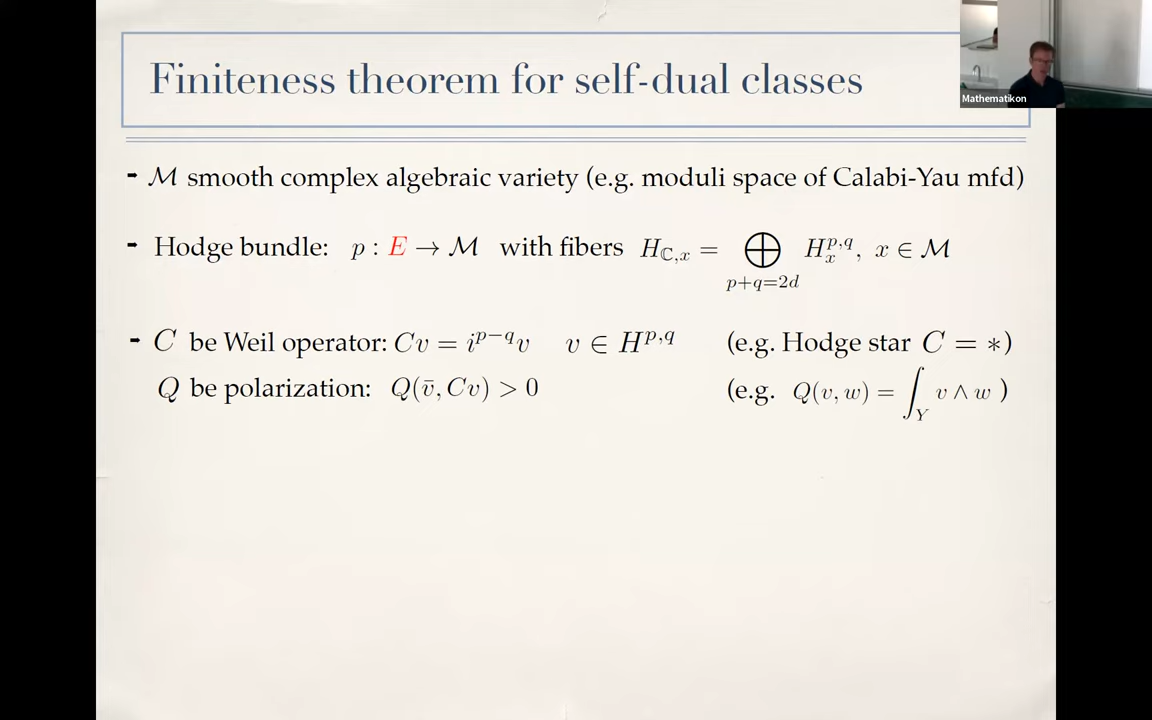 Finiteness theorem for self-dual classes
Mathematikon
➡ ℳ smooth complex algebraic variety (e.g. moduli space of Calabi-Yau mfd)
➡ Hodge bundle: p : E → ℳ with fibers H_{ℂ,x} = ⨁_{p+q=2d} H_x^{p,q}, x ∈ ℳ
➡ C be Weil operator: Cv = i^{p−q}v v ∈ H^{p,q} (e.g. Hodge star C = ∗)
Q be polarization: Q(v̄, Cv) > 0 (e.g. Q(v, w) = ∫_Y v ∧ w )